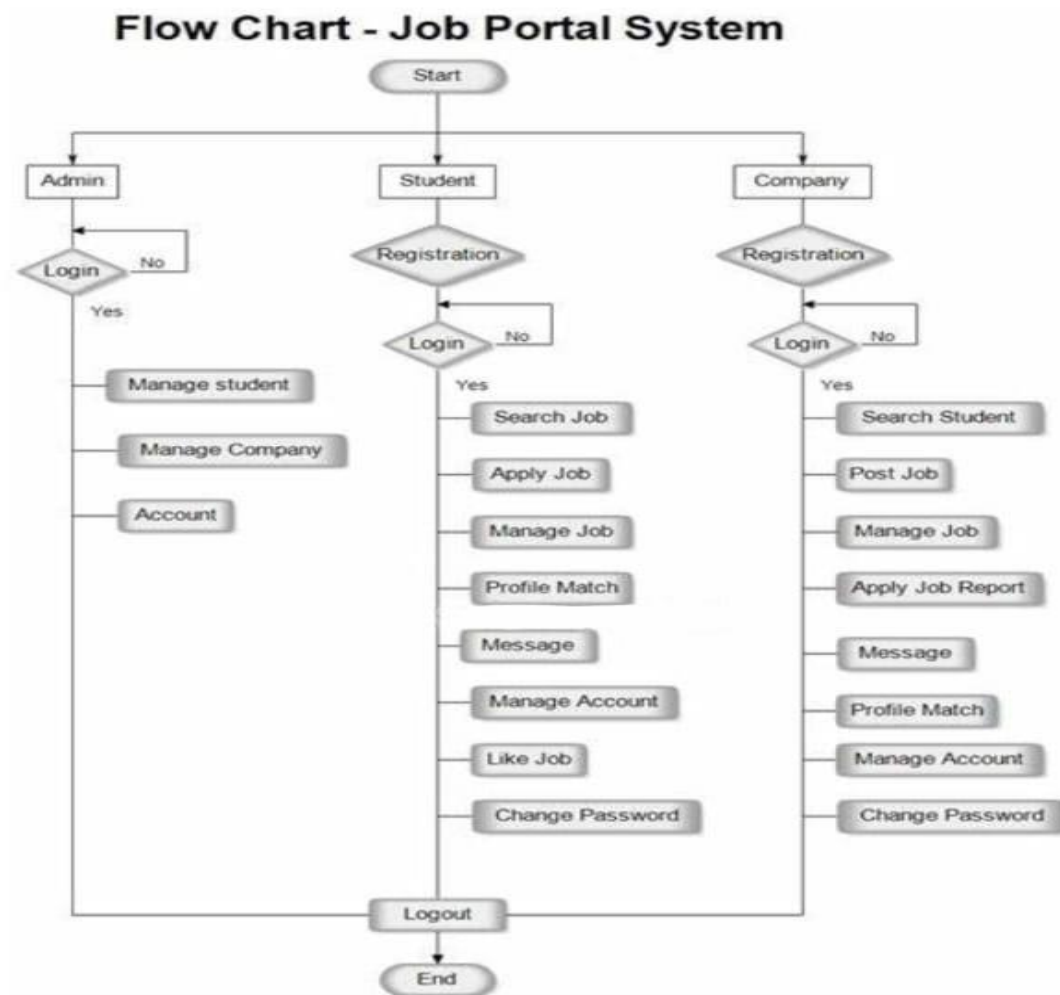 Flow Chart - Job Portal System
Start
Admin
Student
Company
Login
No
Yes
Registration
Registration
Login
No
Yes
Login
No
Yes
Manage student
Manage Company
Account
Search Job
Apply Job
Manage Job
Profile Match
Message
Manage Account
Like Job
Change Password
Search Student
Post Job
Manage Job
Apply Job Report
Message
Profile Match
Manage Account
Change Password
Logout
End